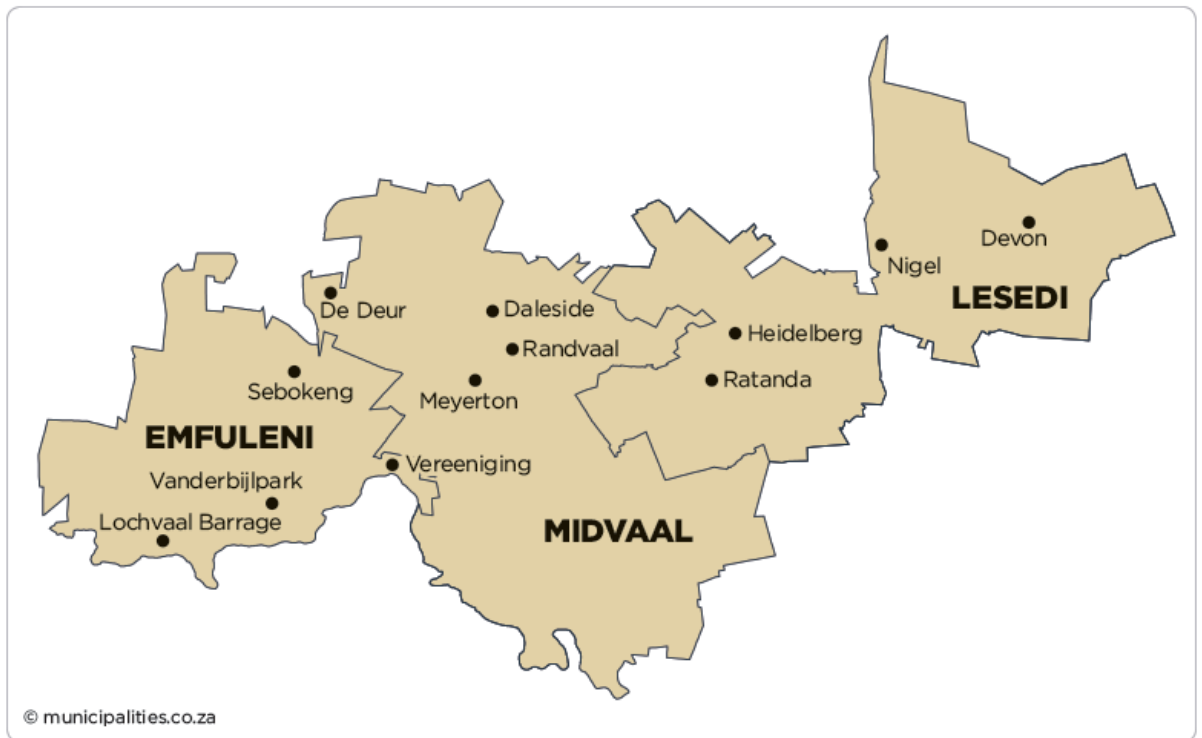 Devon
Nigel
LESEDI
De Deur
Daleside
Heidelberg
Randvaal
Ratanda
Sebokeng
Meyerton
EMFULENI
Vereeniging
Vanderbijlpark
Lochvaal Barrage
MIDVAAL
© municipalities.co.za